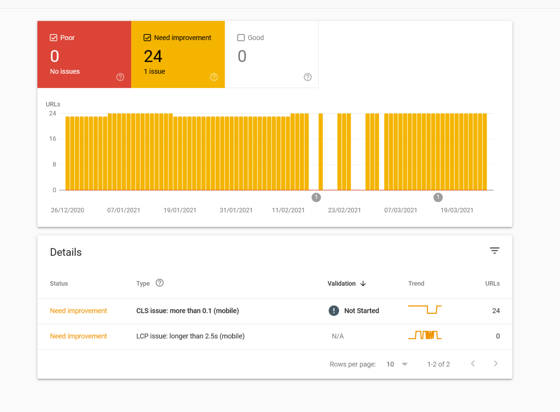 Poor
Need improvement
Good
0
24
0
No issues
1 issue
URLs
24
16
8
0
1
1
26/12/2020
07/01/2021
19/01/2021
31/01/2021
11/02/2021
23/02/2021
07/03/2021
19/03/2021
Details
Status
Type
Validation
Trend
URLs
Need improvement
CLS issue: more than 0.1 (mobile)
Not Started
24
Need improvement
LCP issue: longer than 2.5s (mobile)
N/A
0
Rows per page: 10
1-2 of 2